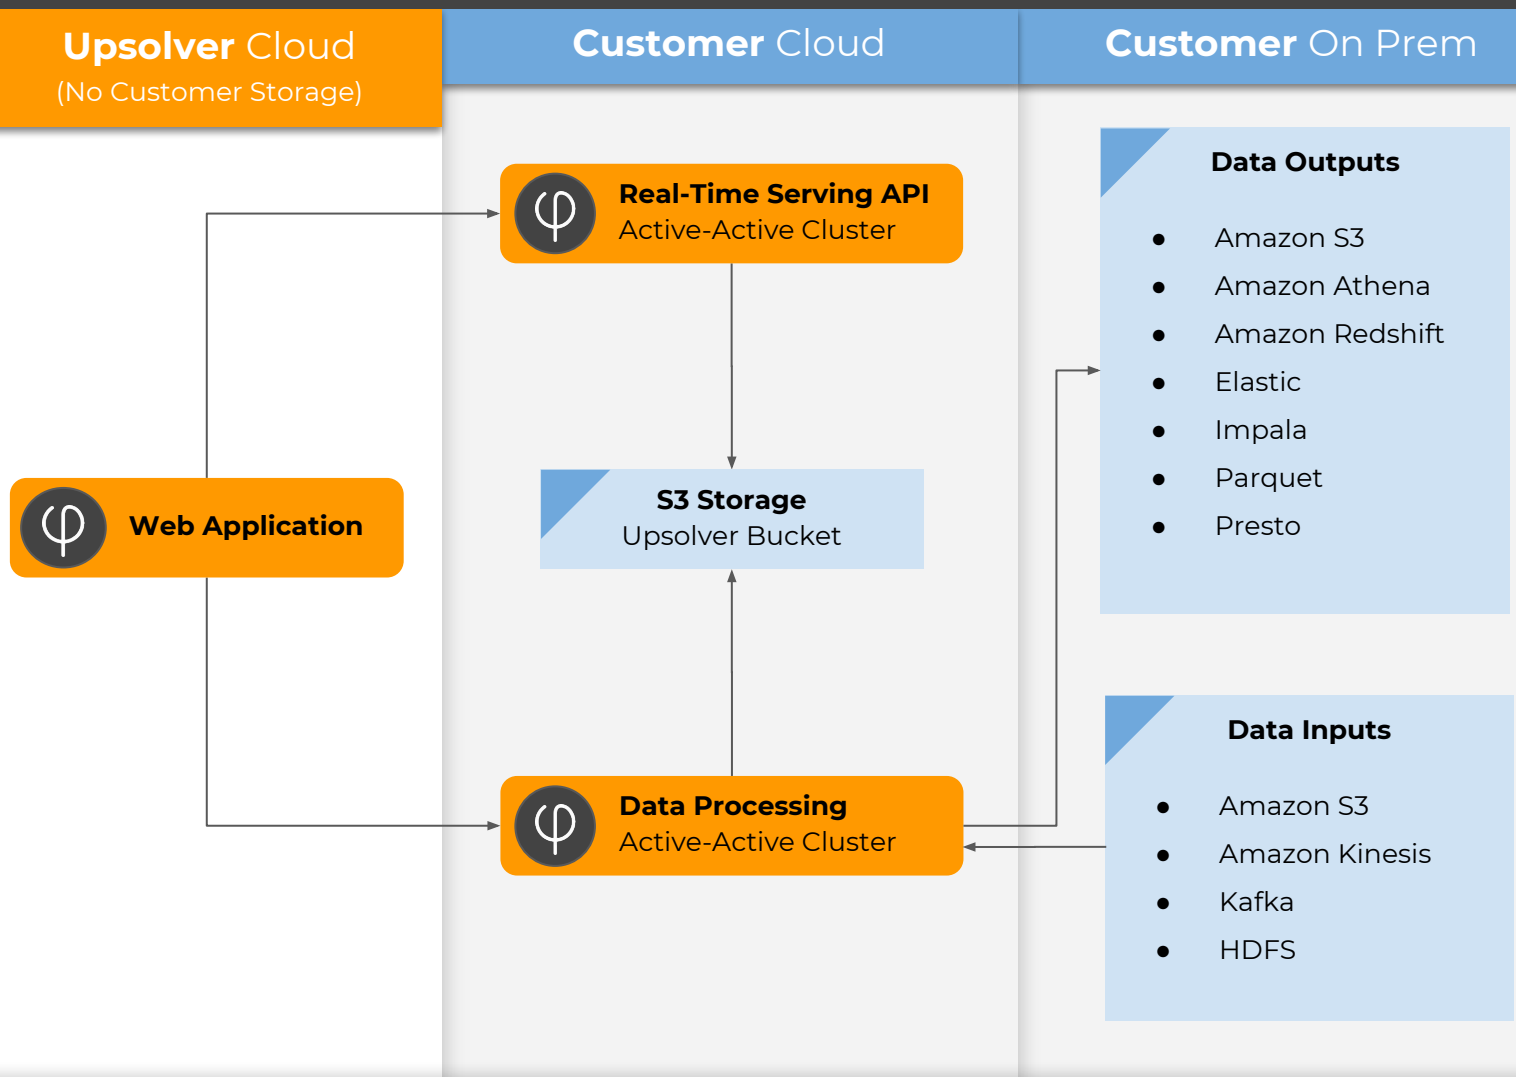 Upsolver Cloud
(No Customer Storage)
Customer Cloud
Customer On Prem
Web Application
Real-Time Serving API
Active-Active Cluster
S3 Storage
Upsolver Bucket
Data Processing
Active-Active Cluster
Data Outputs
● Amazon S3
● Amazon Athena
● Amazon Redshift
● Elastic
● Impala
● Parquet
● Presto
Data Inputs
● Amazon S3
● Amazon Kinesis
● Kafka
● HDFS